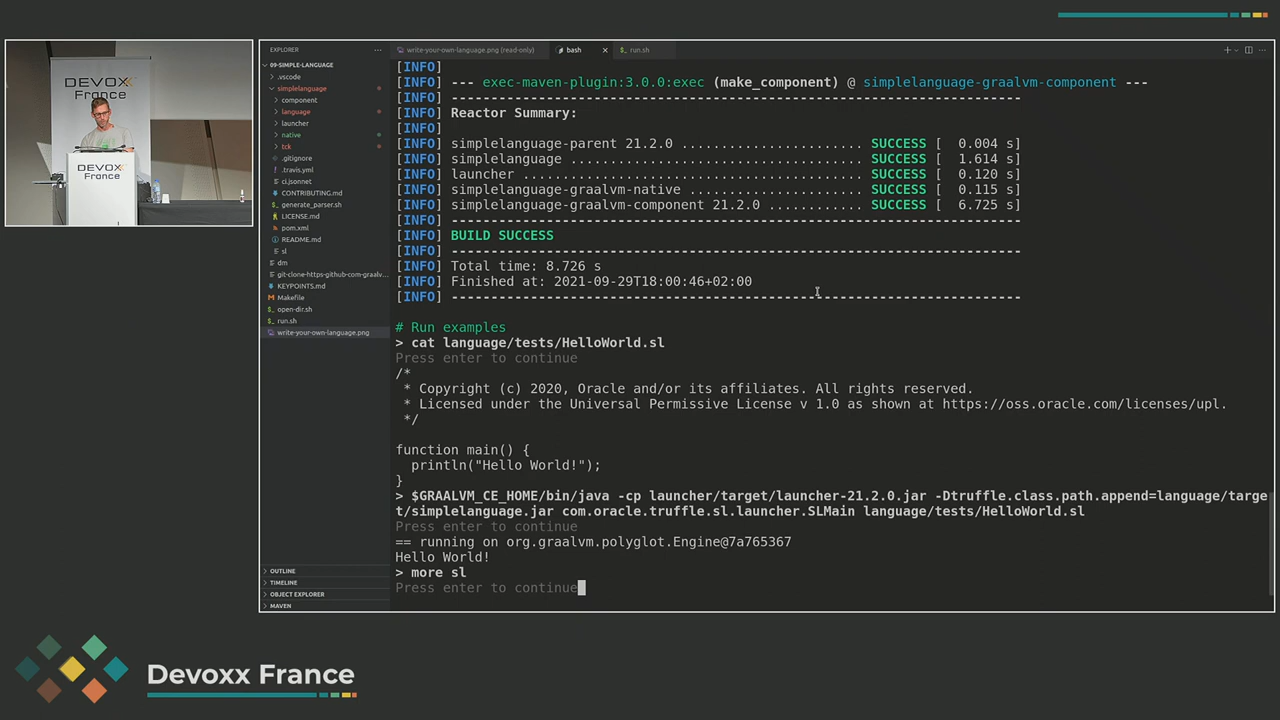 DEVOXX
France
DEVOXX
France
EXPLORER
09-SIMPLE-LANGUAGE
.vscode
simplelanguage
component
language
launcher
native
tck
.gitignore
.travis.yml
ci.jsonnet
CONTRIBUTING.md
generate_parser.sh
LICENSE.md
pom.xml
README.md
sl
dm
git-clone-https-github-com-graalv...
KEYPOINTS.md
Makefile
open-dir.sh
run.sh
write-your-own-language.png
OUTLINE
TIMELINE
OBJECT EXPLORER
MAVEN
write-your-own-language.png (read-only)
bash
run.sh
[INFO]
[INFO] --- exec-maven-plugin:3.0.0:exec (make_component) @ simplelanguage-graalvm-component ---
[INFO] ------------------------------------------------------------------------
[INFO] Reactor Summary:
[INFO]
[INFO] simplelanguage-parent 21.2.0 ....................... SUCCESS [  0.004 s]
[INFO] simplelanguage ..................................... SUCCESS [  1.614 s]
[INFO] launcher ........................................... SUCCESS [  0.120 s]
[INFO] simplelanguage-graalvm-native ...................... SUCCESS [  0.115 s]
[INFO] simplelanguage-graalvm-component 21.2.0 ............ SUCCESS [  6.725 s]
[INFO] ------------------------------------------------------------------------
[INFO] BUILD SUCCESS
[INFO] ------------------------------------------------------------------------
[INFO] Total time: 8.726 s
[INFO] Finished at: 2021-09-29T18:00:46+02:00
[INFO] ------------------------------------------------------------------------
# Run examples
> cat language/tests/HelloWorld.sl
Press enter to continue
/*
 * Copyright (c) 2020, Oracle and/or its affiliates. All rights reserved.
 * Licensed under the Universal Permissive License v 1.0 as shown at https://oss.oracle.com/licenses/upl.
 */
function main() {
  println("Hello World!");
}
> $GRAALVM_CE_HOME/bin/java -cp launcher/target/launcher-21.2.0.jar -Dtruffle.class.path.append=language/targe
t/simplelanguage.jar com.oracle.truffle.sl.launcher.SLMain language/tests/HelloWorld.sl
Press enter to continue
== running on org.graalvm.polyglot.Engine@7a765367
Hello World!
> more sl
Press enter to continue
Devoxx France